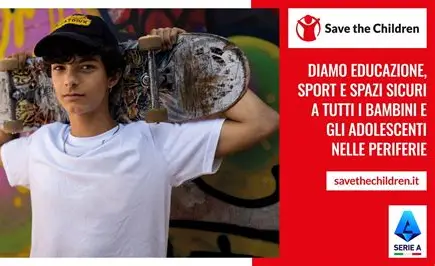 Save the Children
DIAMO EDUCAZIONE,
SPORT E SPAZI SICURI
A TUTTI I BAMBINI E
GLI ADOLESCENTI
NELLE PERIFERIE
savethechildren.it
SERIE A